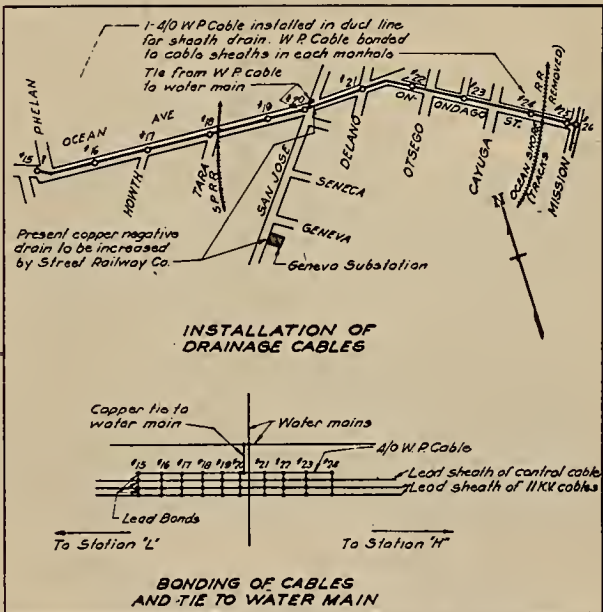 1-4/0 W.P. Cable installed in duct line
for sheath drain. W.P. Cable bonded
to cable sheaths in each manhole
Tie from W.P. cable
to water main
PHELAN
#15
OCEAN AVE
#16
#17
#18
#19
#20
#21
#22
#23
#24
#25
#26
HOWTH
TARA
S.P.R.R.
SAN JOSE
DELANO
ON-
ONDAGO ST.
OTSEGO
CAYUGA
OCEAN SHORE R.R.
(TRACKS REMOVED)
MISSION
SENECA
GENEVA
Present copper negative
drain to be increased
by Street Railway Co.
Geneva Substation
N
INSTALLATION OF
DRAINAGE CABLES
Copper tie to
water main
Water mains
4/0 W.P. Cable
#15 #16 #17 #18 #19 #20 #21 #22 #23 #24
Lead sheath of control cable
Lead sheath of 11KV. cables
Lead Bonds
To Station "L"
To Station "H"
BONDING OF CABLES
AND TIE TO WATER MAIN